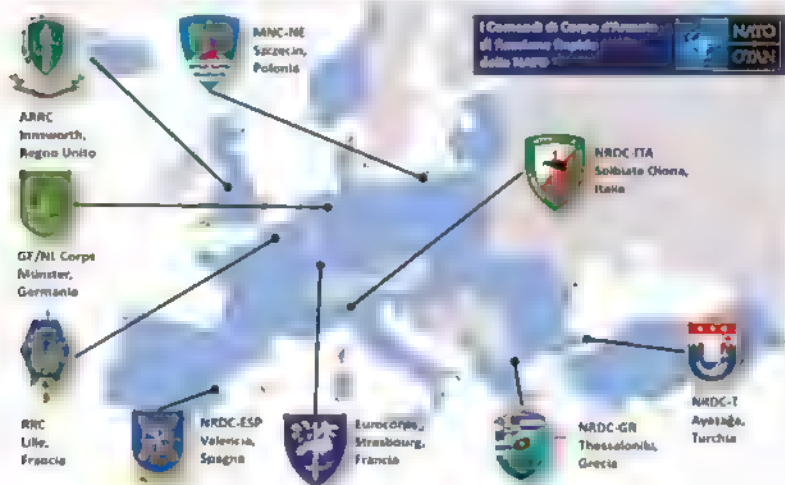 I Comandi di Corpo d'Armata
di Reazione Rapida
della NATO
NATO
OTAN
MNC-NE
Szczecin,
Polonia
ARRC
Innsworth,
Regno Unito
NRDC-ITA
Solbiate Olona,
Italia
GE/NL Corps
Münster,
Germania
RRC
Lille,
Francia
NRDC-ESP
Valencia,
Spagna
Eurocorps,
Strasbourg,
Francia
NRDC-GR
Thessaloniki,
Grecia
NRDC-T
Ayazaga,
Turchia